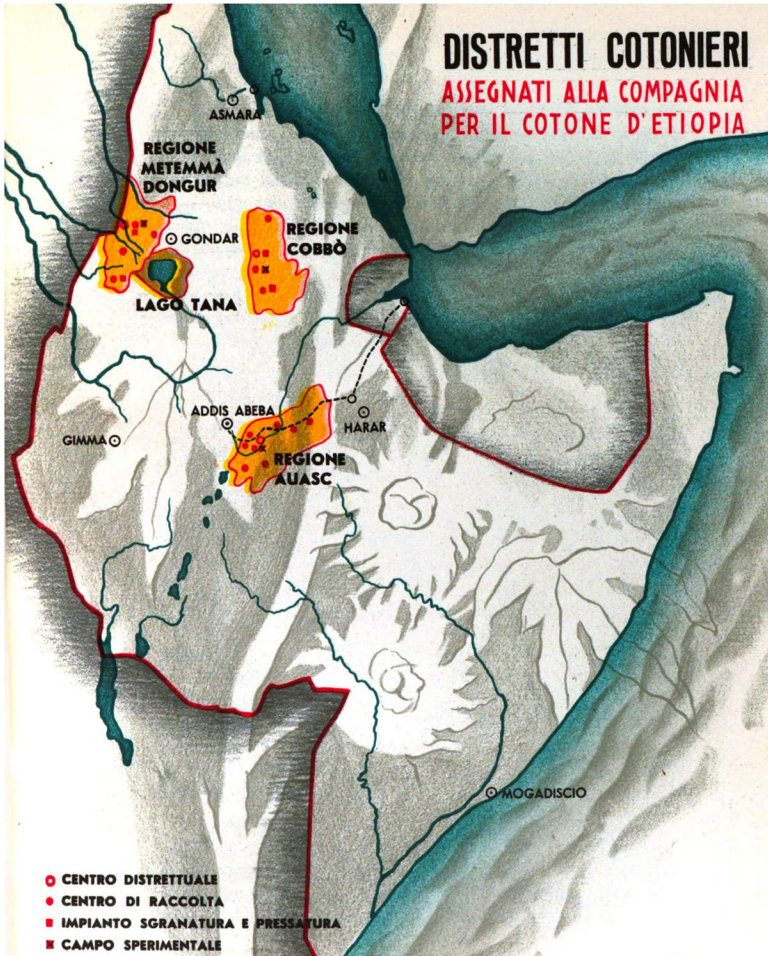 DISTRETTI COTONIERI
ASSEGNATI ALLA COMPAGNIA
PER IL COTONE D'ETIOPIA
ASMARA
REGIONE
METEMMÀ
DONGUR
GONDAR
REGIONE
COBBÒ
LAGO TANA
ADDIS ABEBA
HARAR
GIMMA
REGIONE
AUASC
MOGADISCIO
CENTRO DISTRETTUALE
CENTRO DI RACCOLTA
IMPIANTO SGRANATURA E PRESSATURA
CAMPO SPERIMENTALE